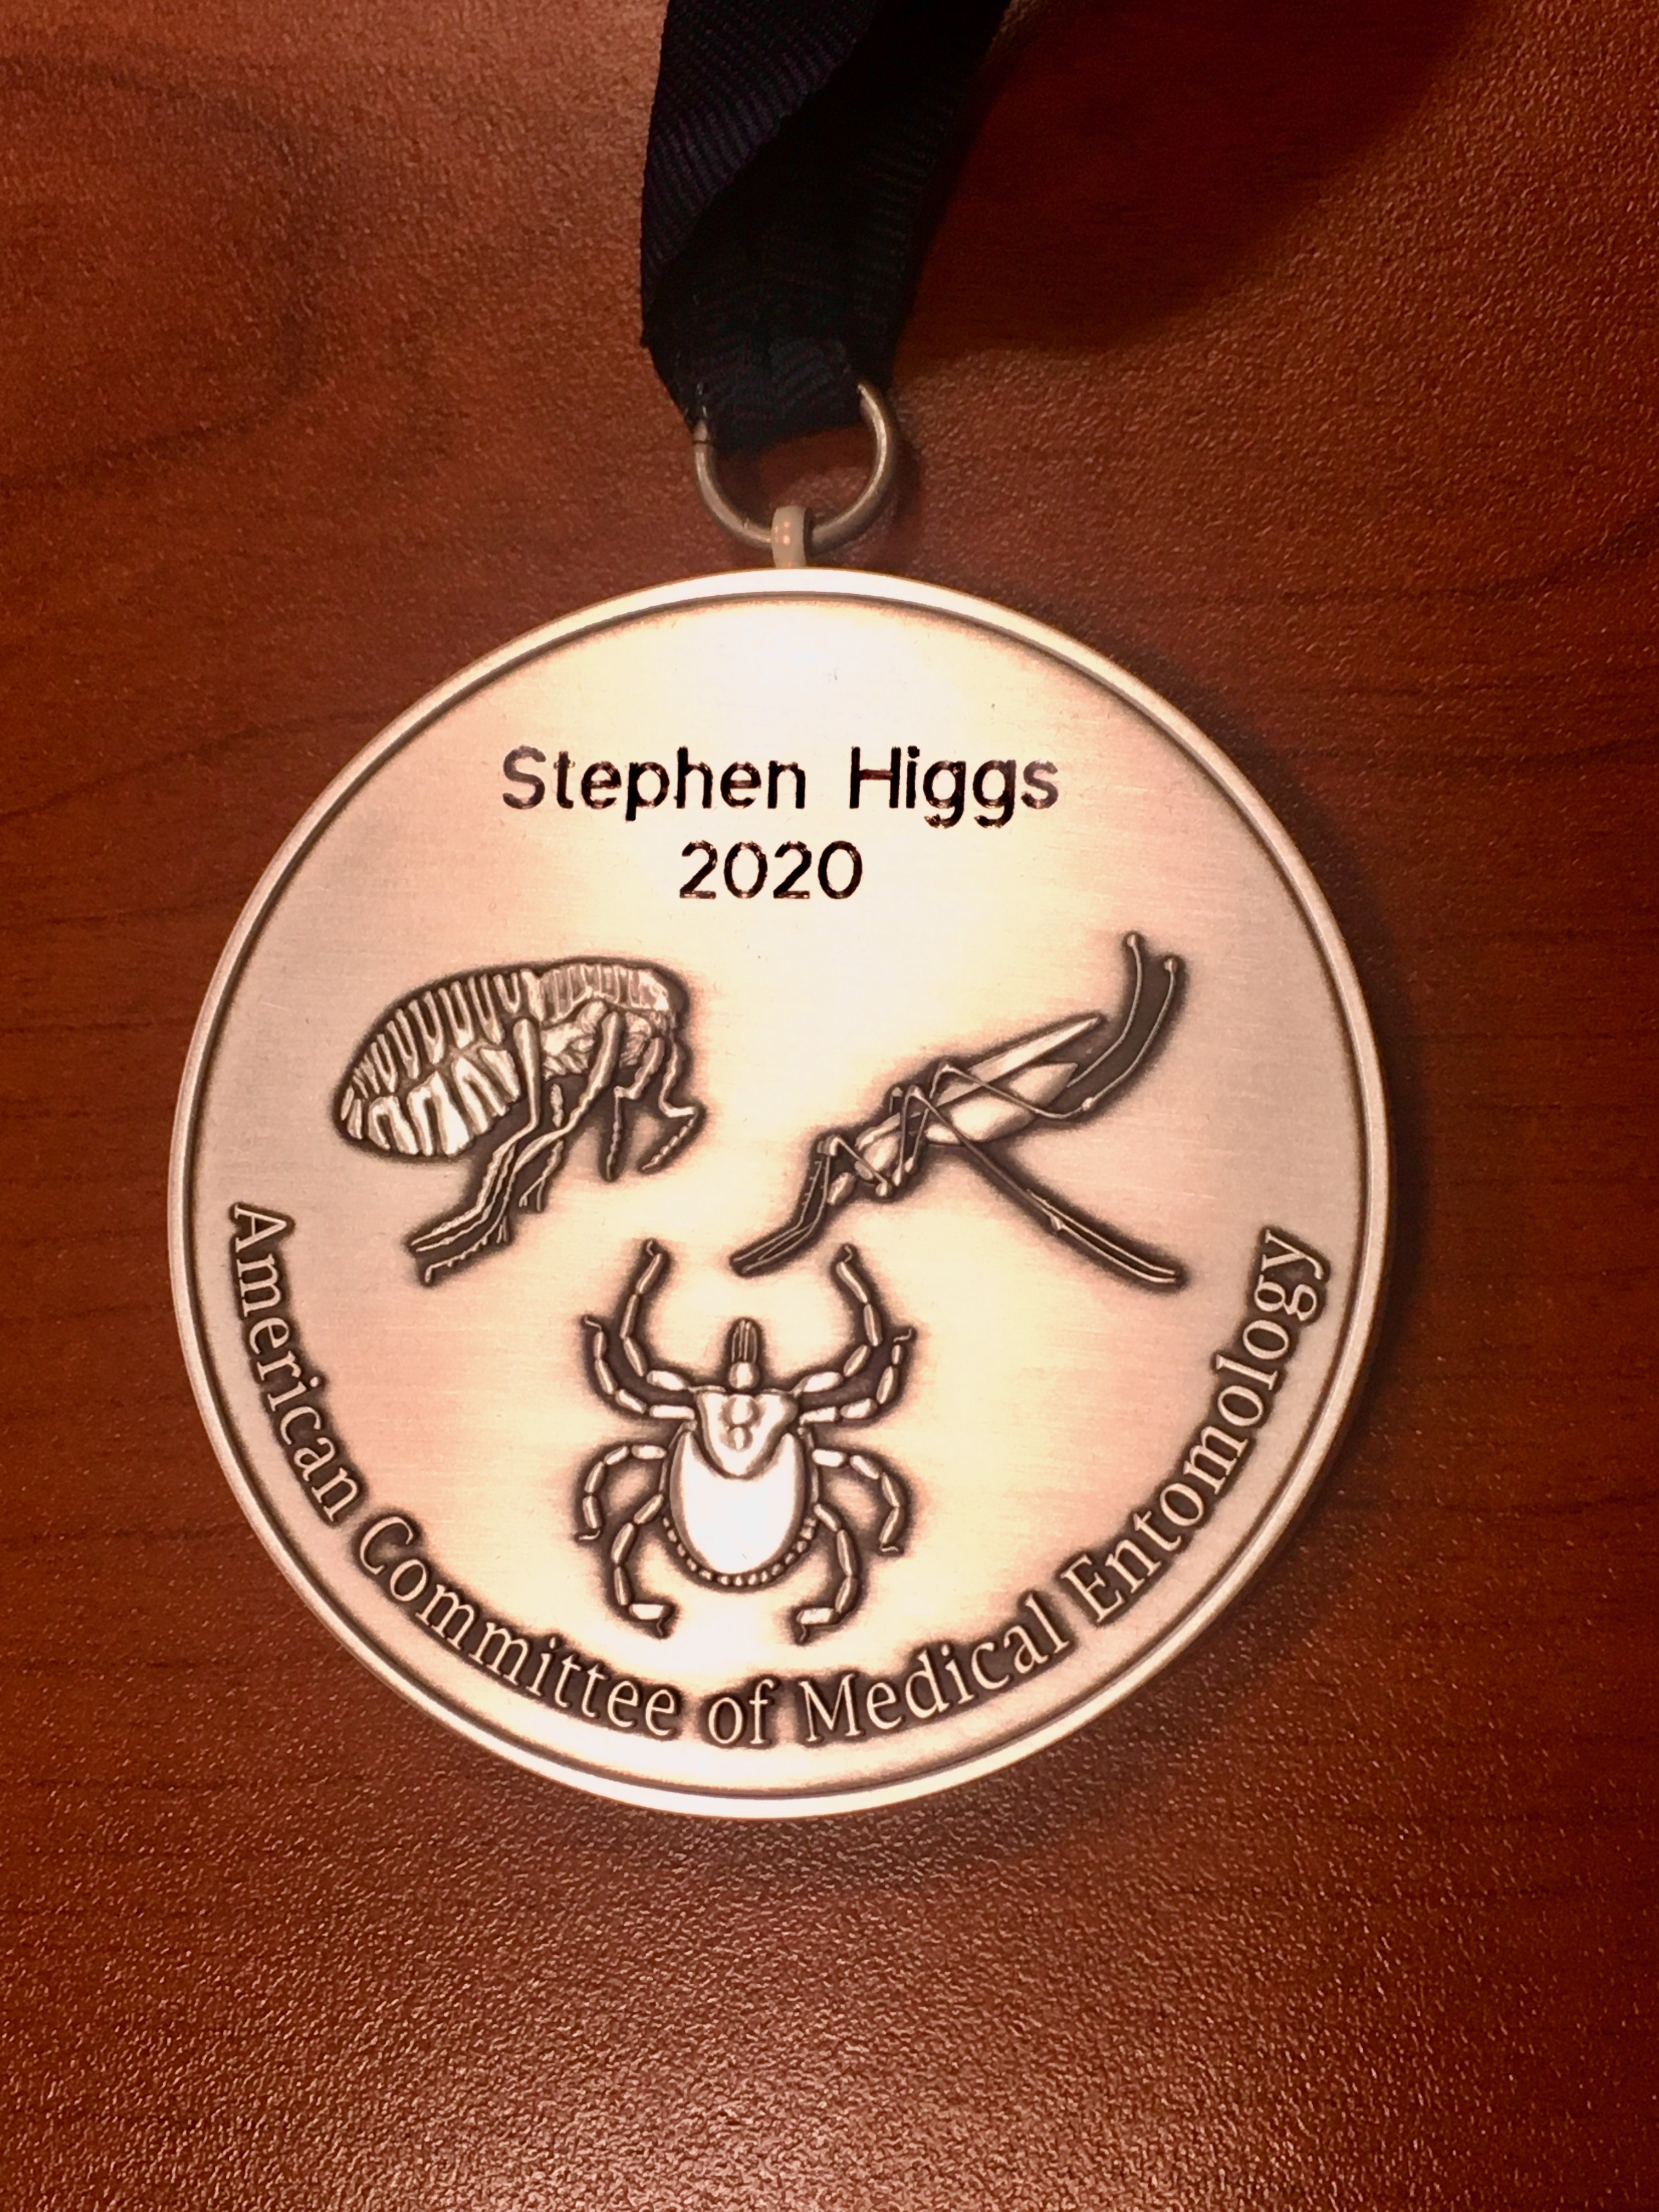 Stephen Higgs
2020
American Committee of Medical Entomology